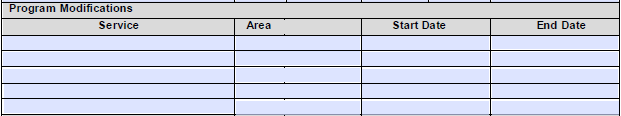 Program Modifications
Service Area Start Date End Date